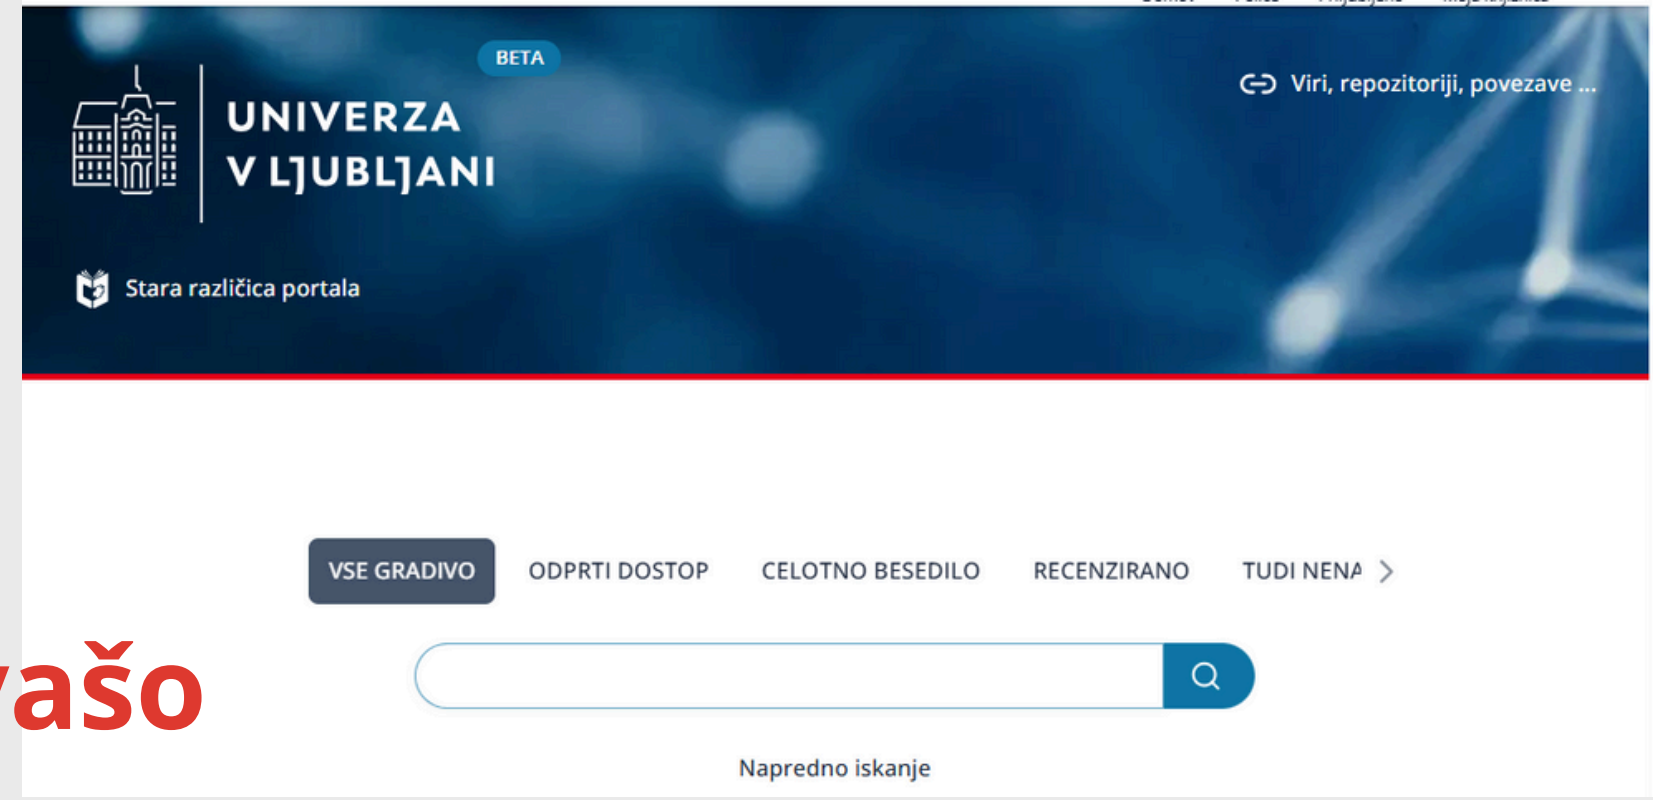 BETA
Viri, repozitoriji, povezave ...
UNIVERZA
V LJUBLJANI
Stara različica portala
VSE GRADIVO ODPRTI DOSTOP CELOTNO BESEDILO RECENZIRANO TUDI NENA
vašo
Napredno iskanje